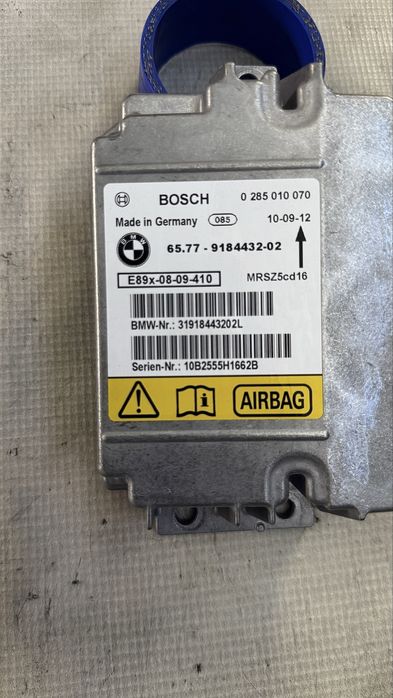 BOSCH 0 285 010 070
Made in Germany 085 10-09-12
BMW 65.77 - 9184432-02
E89x-08-09-410 MRSZ5cd16
BMW-Nr.: 31918443202L
Serien-Nr.: 10B2555H1662B
AIRBAG